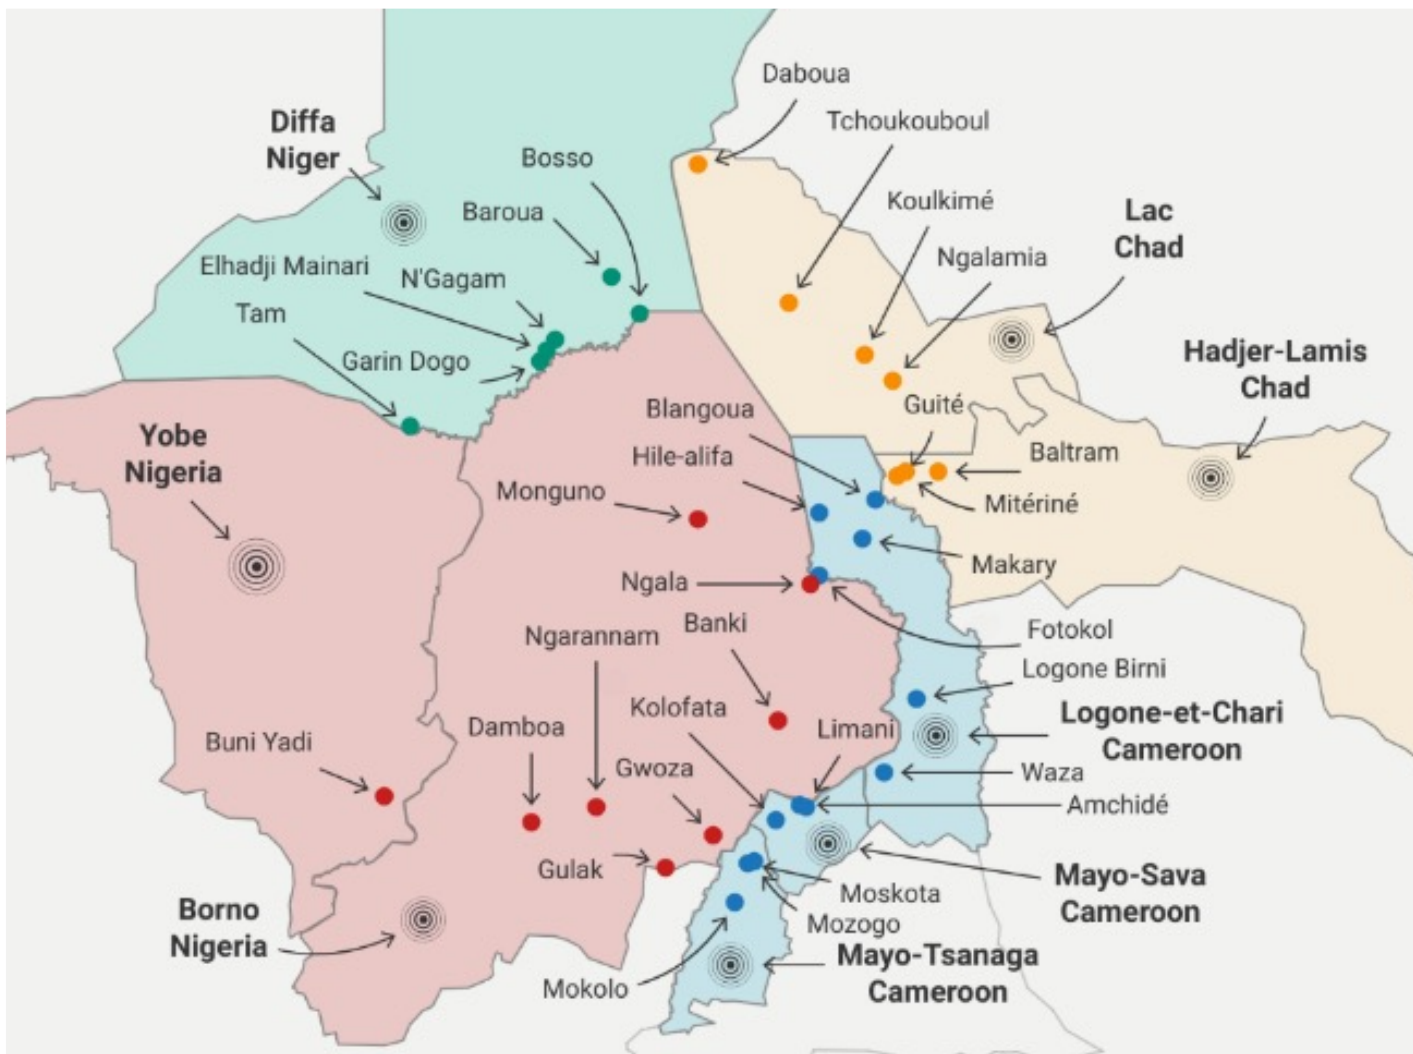 Daboua
Tchoukouboul
Diffa
Niger
Bosso
Koulkimé
Baroua
Lac
Chad
Elhadji Mainari
N'Gagam
Ngalamia
Tam
Garin Dogo
Hadjer-Lamis
Chad
Blangoua
Guité
Yobe
Nigeria
Hile-alifa
Baltram
Monguno
Mitériné
Makary
Ngala
Banki
Fotokol
Ngarannam
Logone Birni
Kolofata
Logone-et-Chari
Cameroon
Damboa
Limani
Buni Yadi
Gwoza
Waza
Amchidé
Gulak
Mayo-Sava
Cameroon
Moskota
Borno
Nigeria
Mozogo
Mayo-Tsanaga
Cameroon
Mokolo